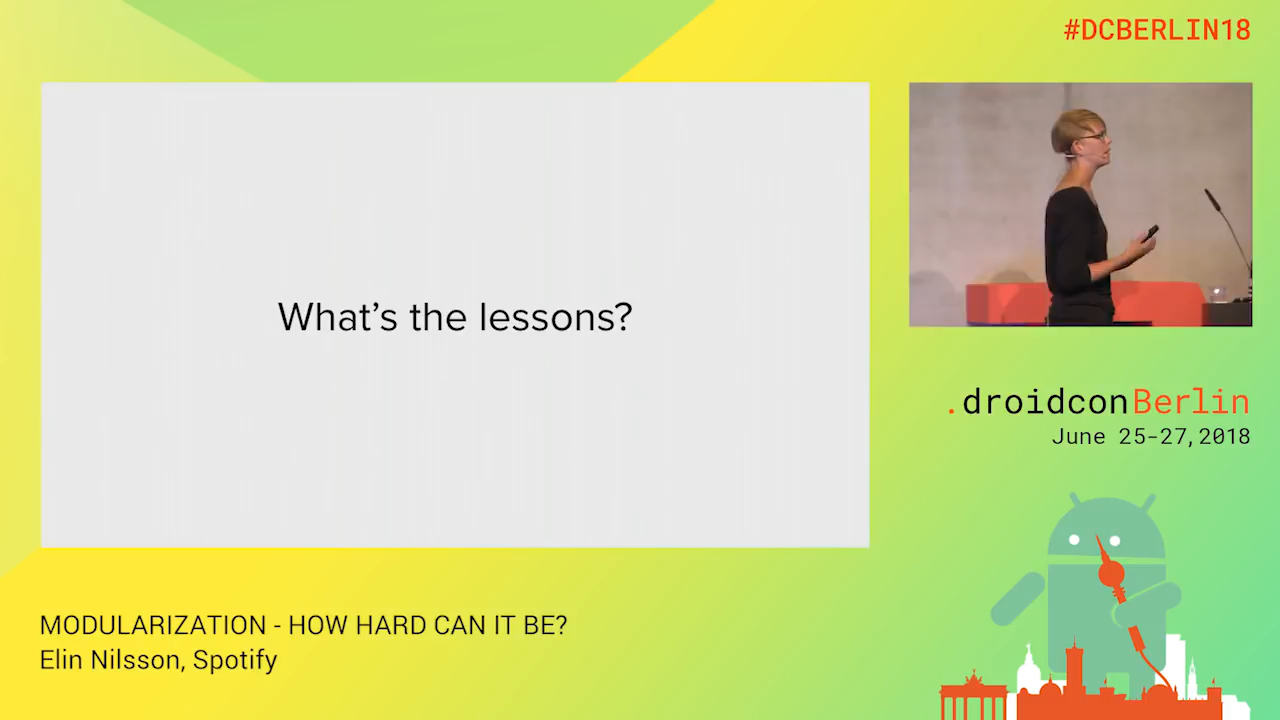 #DCBERLIN18
What's the lessons?
.droidconBerlin
June 25-27, 2018
MODULARIZATION - HOW HARD CAN IT BE?
Elin Nilsson, Spotify